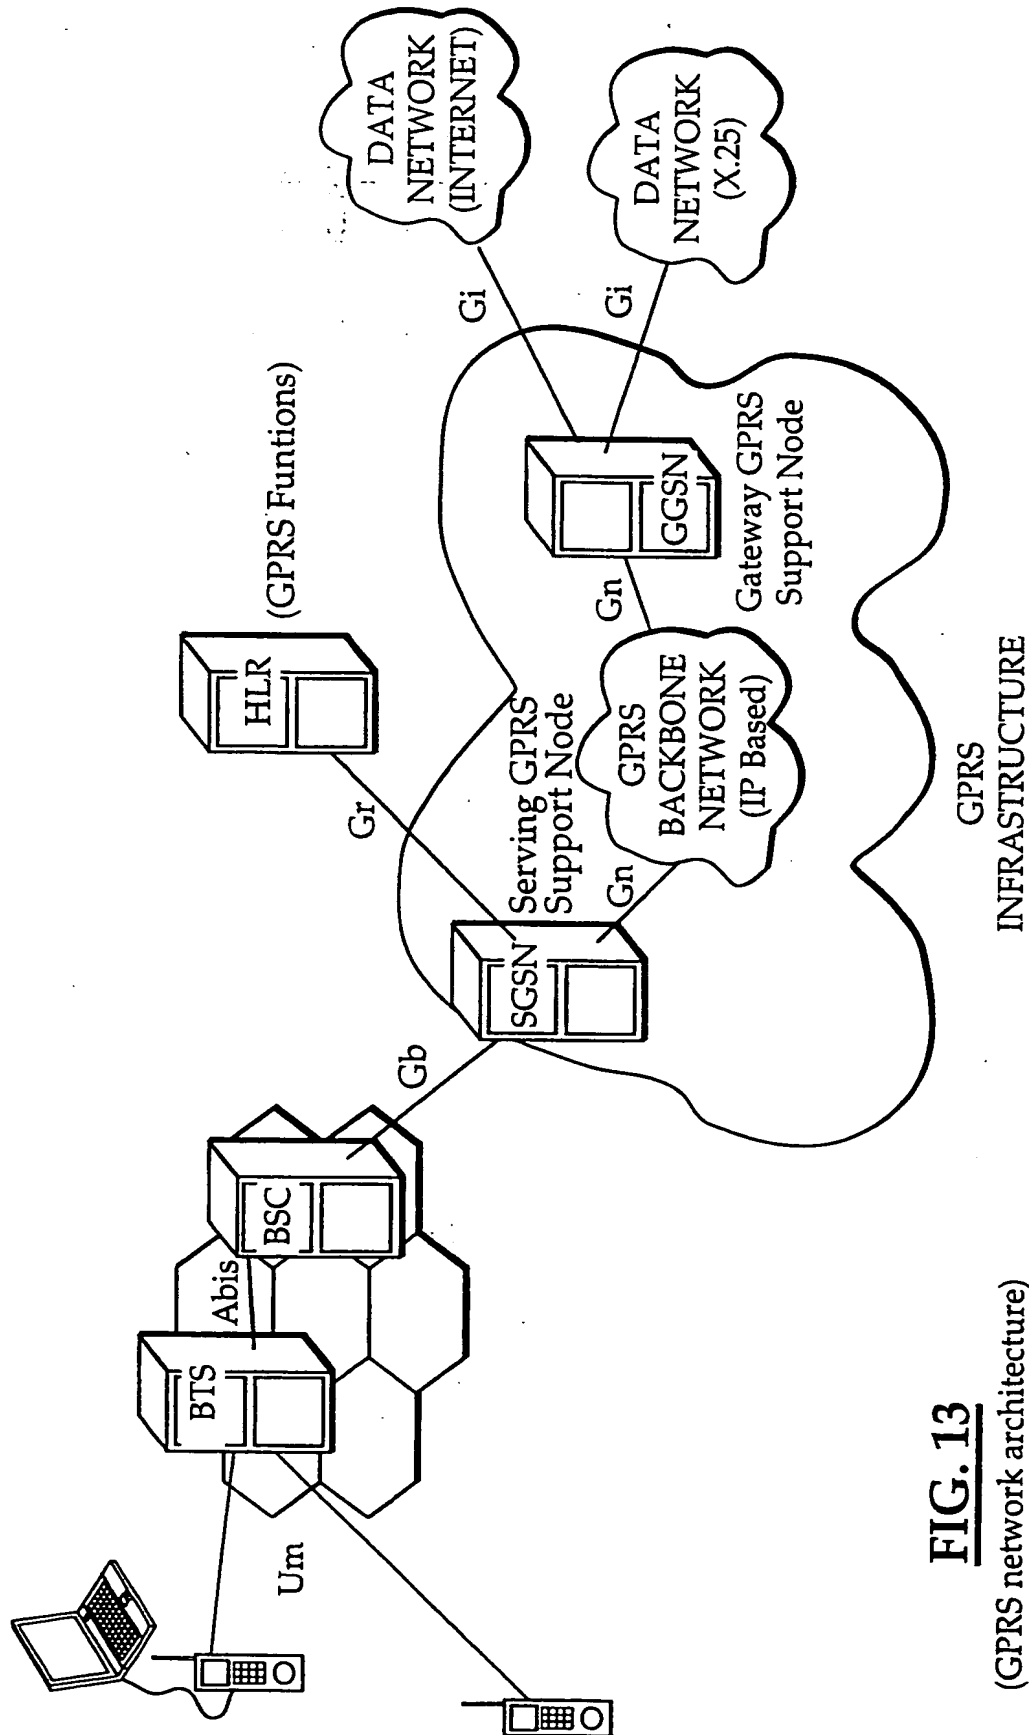 Um
BTS
Abis
BSC
Gb
Gr
HLR
(GPRS Funtions)
SGSN
Serving GPRS
Support Node
Gn
GPRS
BACKBONE
NETWORK
(IP Based)
Gn
GGSN
Gateway GPRS
Support Node
Gi
Gi
DATA
NETWORK
(INTERNET)
DATA
NETWORK
(X.25)
GPRS
INFRASTRUCTURE
FIG. 13
(GPRS network architecture)